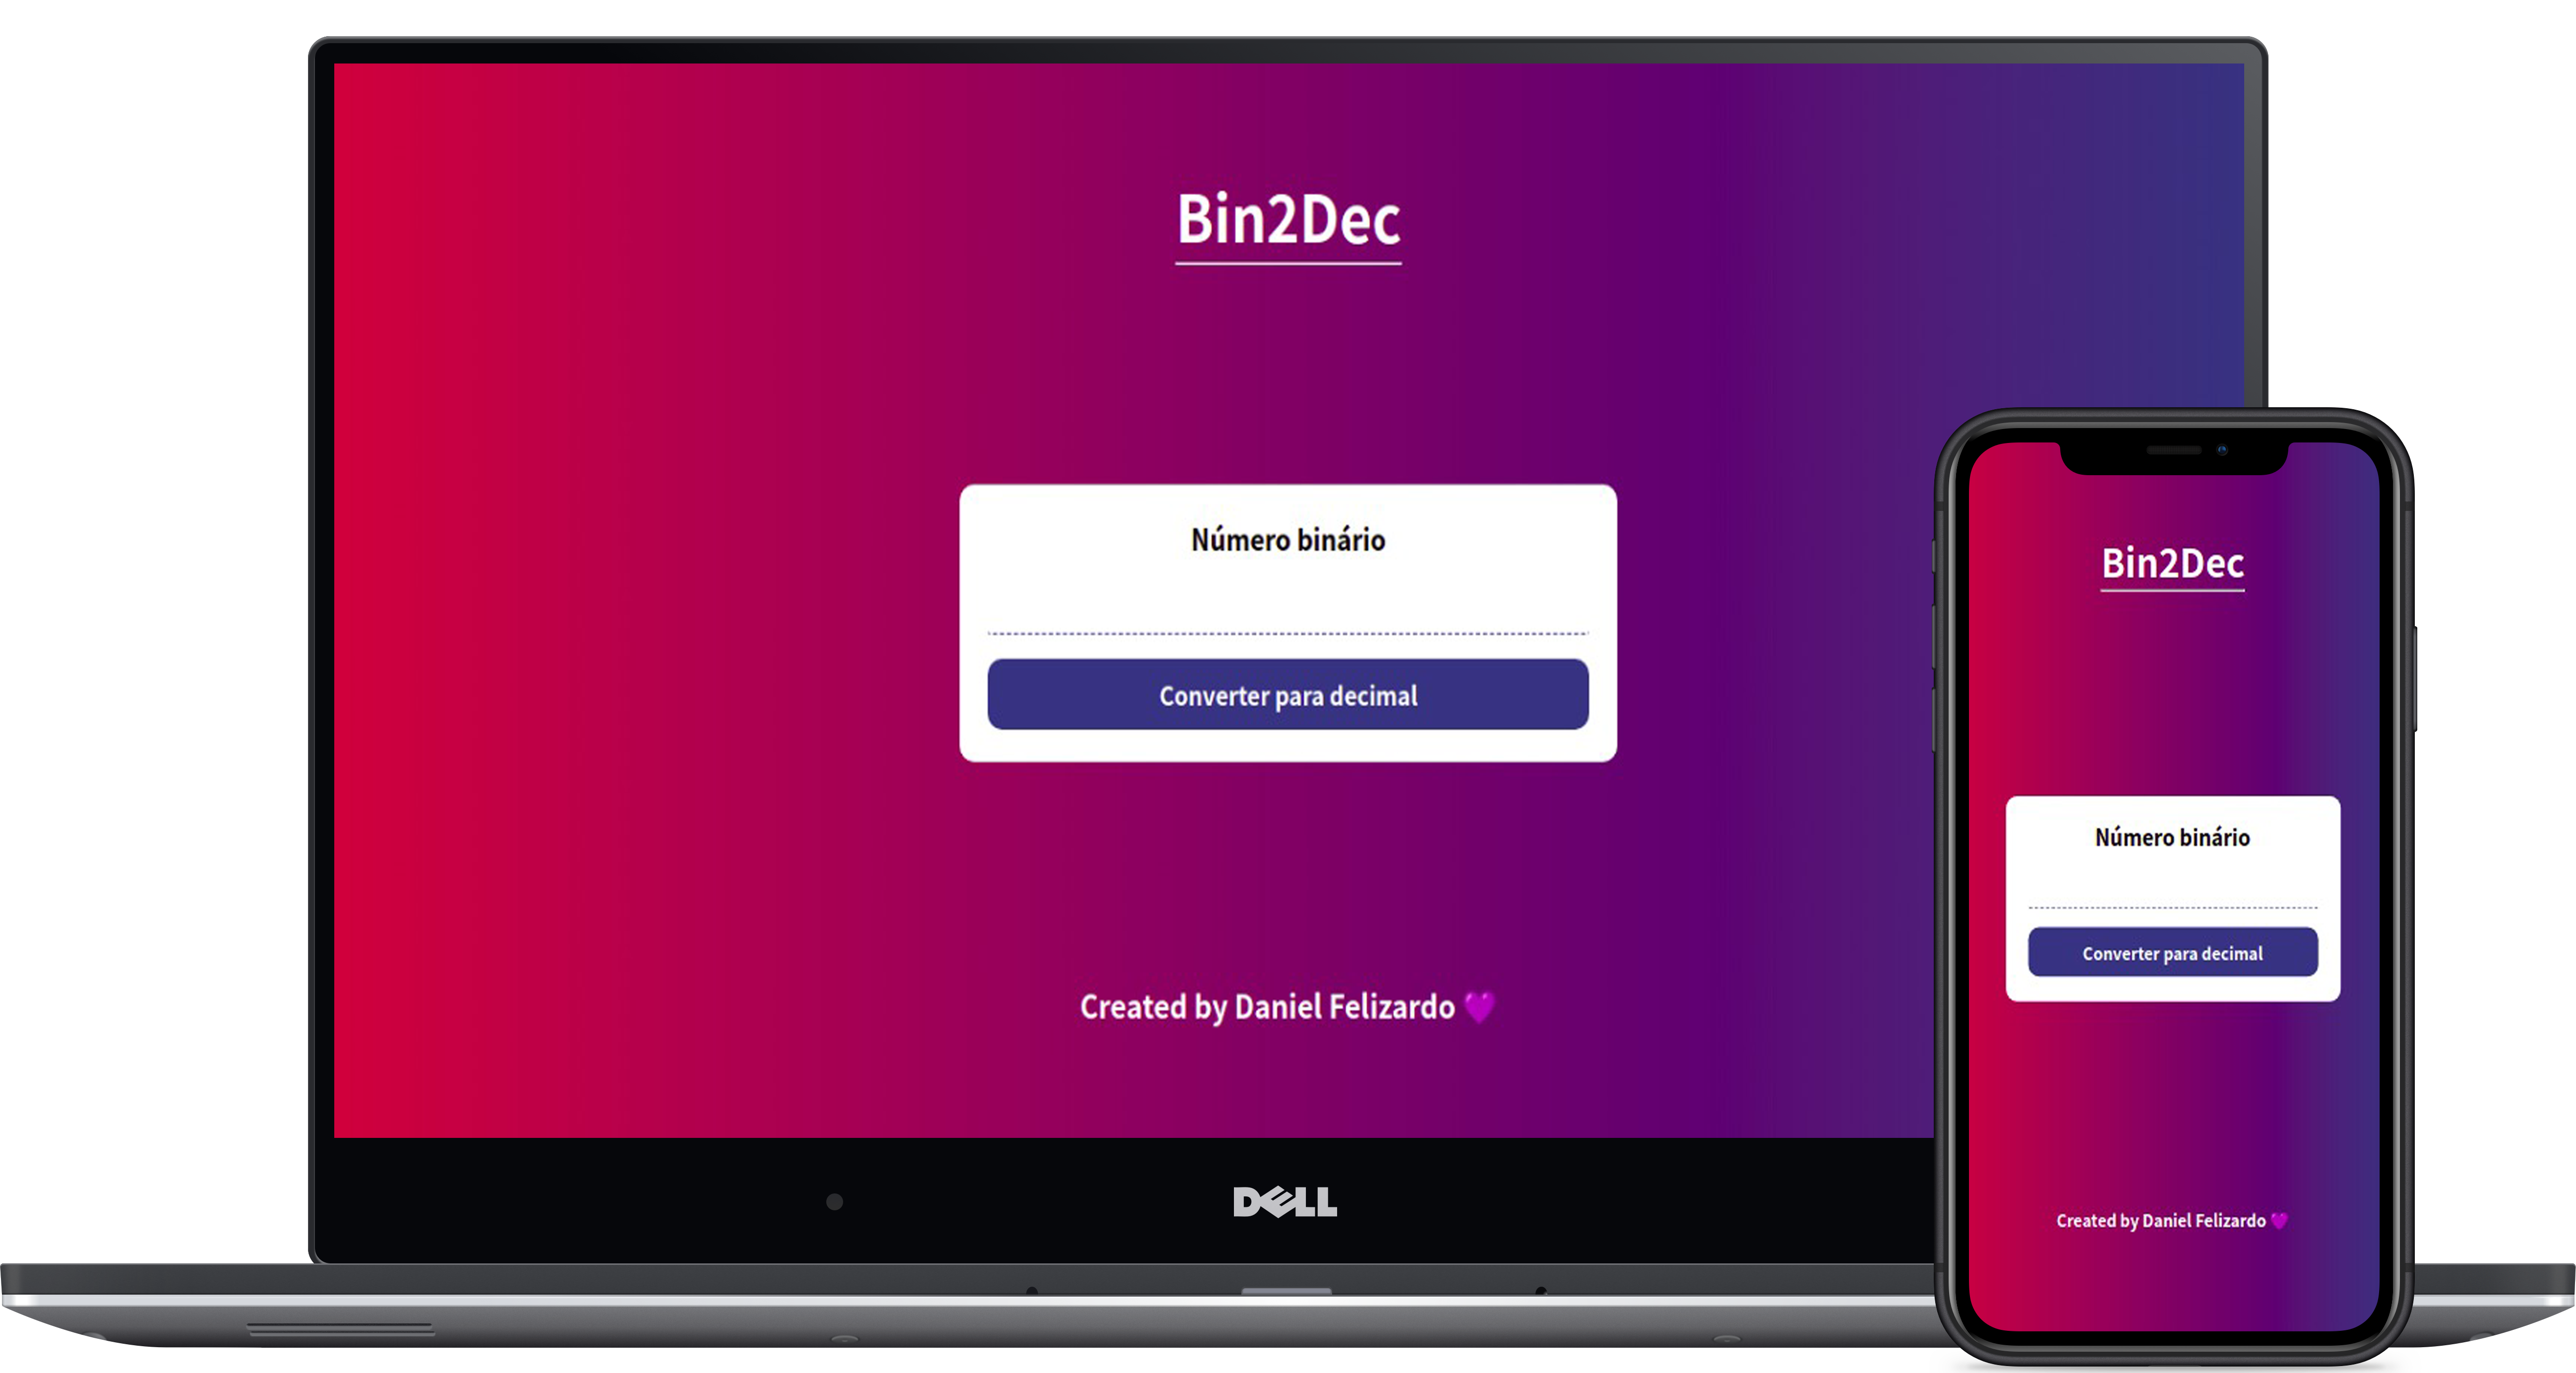 Bin2Dec
Número binário
Converter para decimal
Created by Daniel Felizardo 💜
DELL
Bin2Dec
Número binário
Converter para decimal
Created by Daniel Felizardo 💜